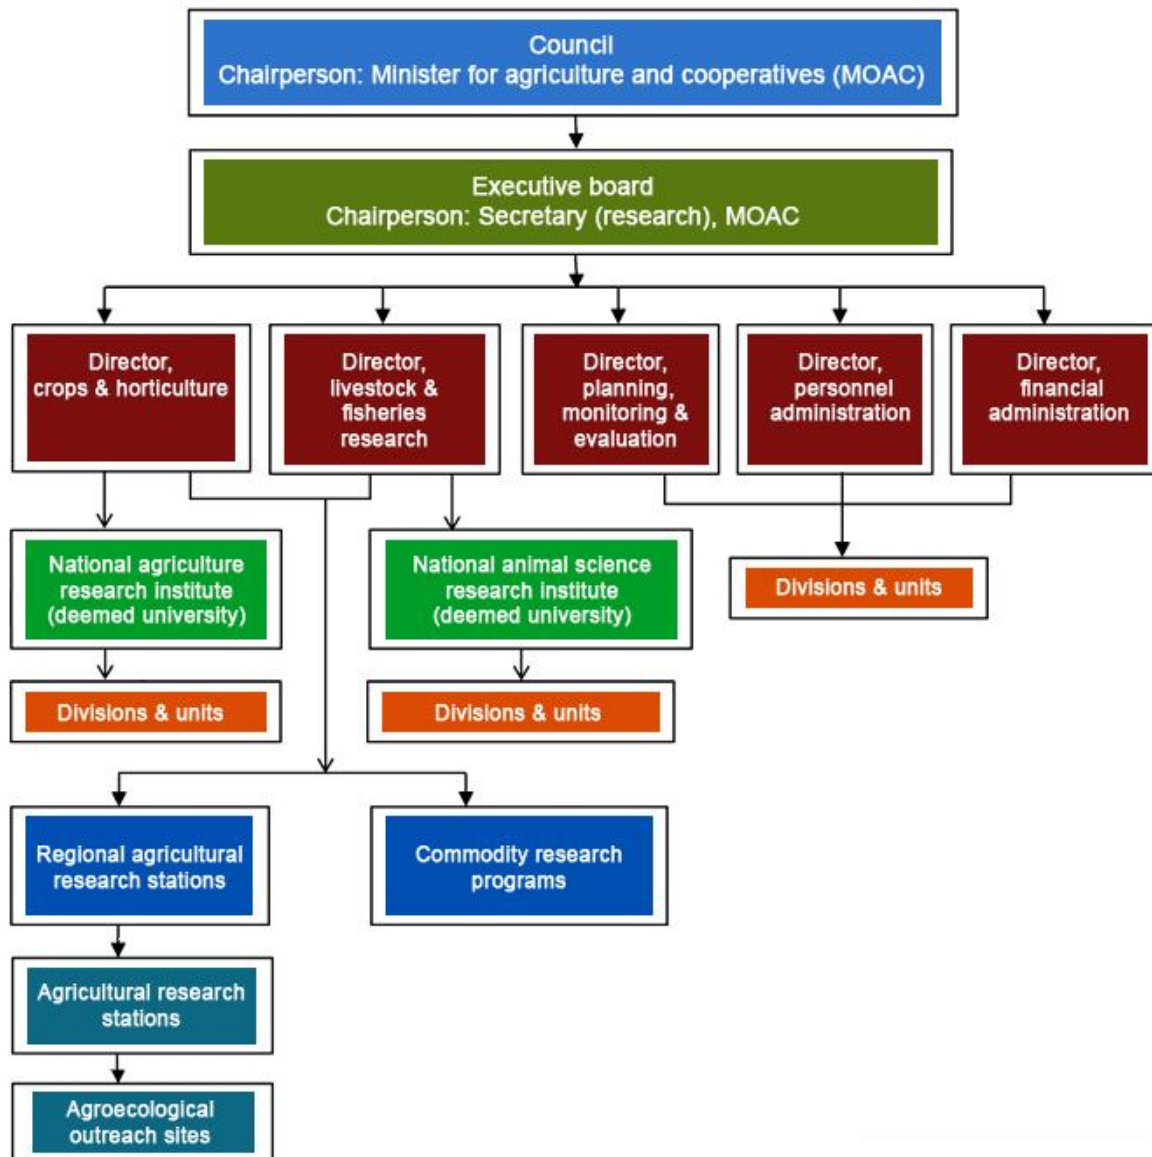 Council
Chairperson: Minister for agriculture and cooperatives (MOAC)
Executive board
Chairperson: Secretary (research), MOAC
Director,
crops & horticulture
Director,
livestock &
fisheries
research
Director,
planning,
monitoring &
evaluation
Director,
personnel
administration
Director,
financial
administration
National agriculture
research institute
(deemed university)
National animal science
research institute
(deemed university)
Divisions & units
Divisions & units
Divisions & units
Regional agricultural
research stations
Commodity research
programs
Agricultural research
stations
Agroecological
outreach sites